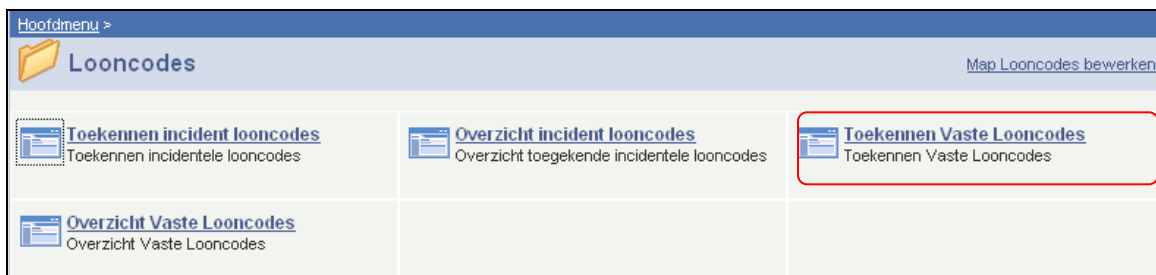 Hoofdmenu >
Looncodes
Map Looncodes bewerken
Toekennen incident looncodes
Toekennen incidentele looncodes
Overzicht incident looncodes
Overzicht toegekende incidentele looncodes
Toekennen Vaste Looncodes
Toekennen Vaste Looncodes
Overzicht Vaste Looncodes
Overzicht Vaste Looncodes